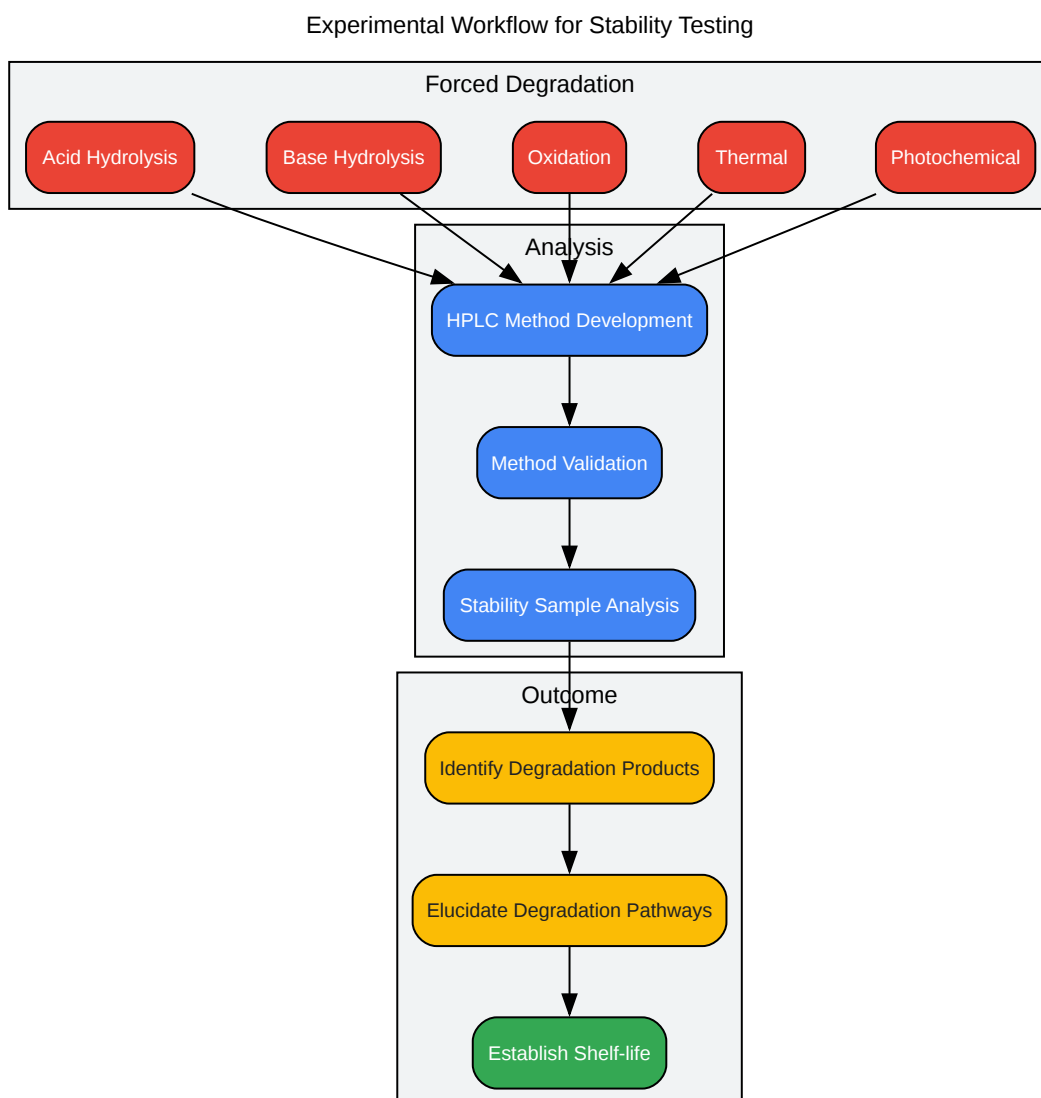 Experimental Workflow for Stability Testing
Forced Degradation
Acid Hydrolysis
Base Hydrolysis
Oxidation
Thermal
Photochemical
Analysis
HPLC Method Development
Method Validation
Stability Sample Analysis
Outcome
Identify Degradation Products
Elucidate Degradation Pathways
Establish Shelf-life